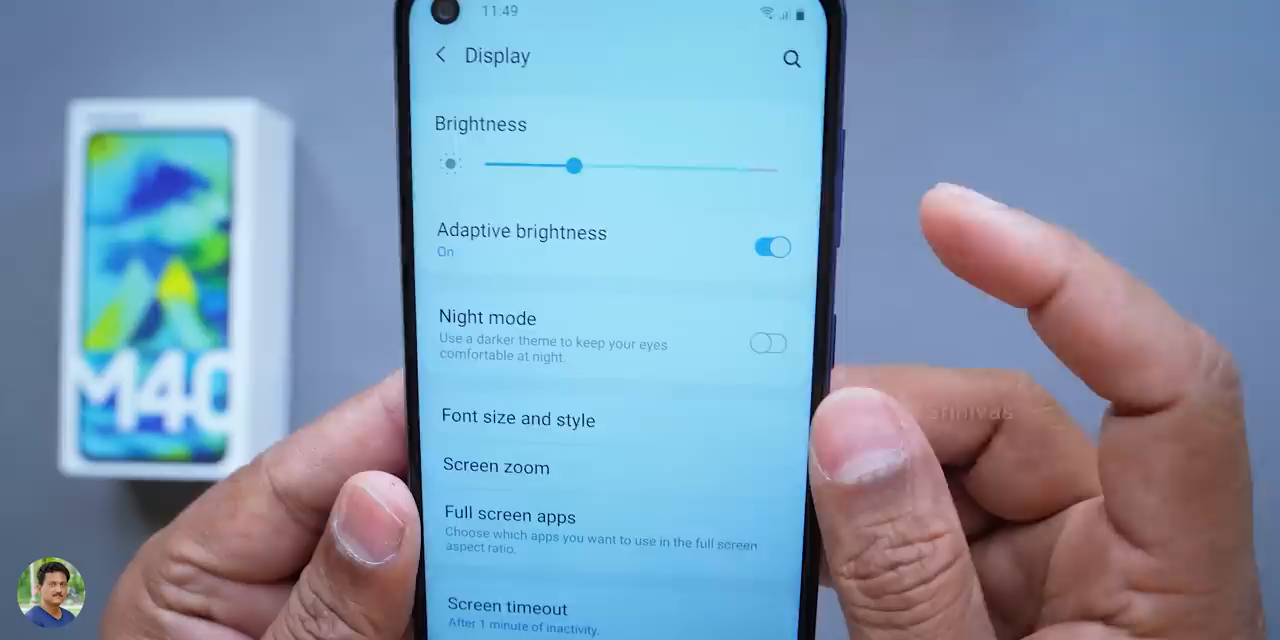 11:49
Display
Brightness
Adaptive brightness
On
Night mode
Use a darker theme to keep your eyes
comfortable at night.
Font size and style
Screen zoom
Full screen apps
Choose which apps you want to use in the full screen
aspect ratio.
Screen timeout
After 1 minute of inactivity.
M40
Srinivas